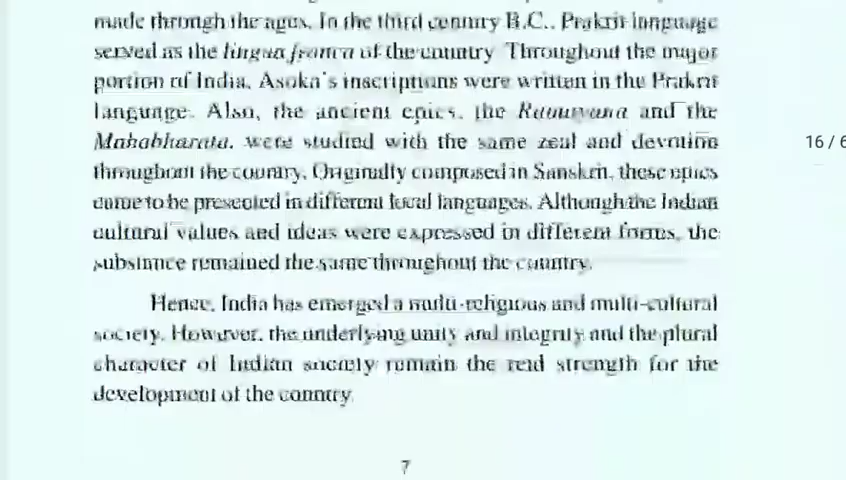 made through the ages. In the third century B.C., Prakrit language
served as the lingua franca of the country. Throughout the major
portion of India, Asoka's inscriptions were written in the Prakrit
language. Also, the ancient epics, the Ramayana and the
Mahabharata, were studied with the same zeal and devotion
throughout the country. Originally composed in Sanskrit, these epics
came to be presented in different local languages. Although the Indian
cultural values and ideas were expressed in different forms, the
substance remained the same throughout the country.
Hence, India has emerged a multi-religious and multi-cultural
society. However, the underlying unity and integrity and the plural
character of Indian society remain the real strength for the
development of the country.
16 / 6
7